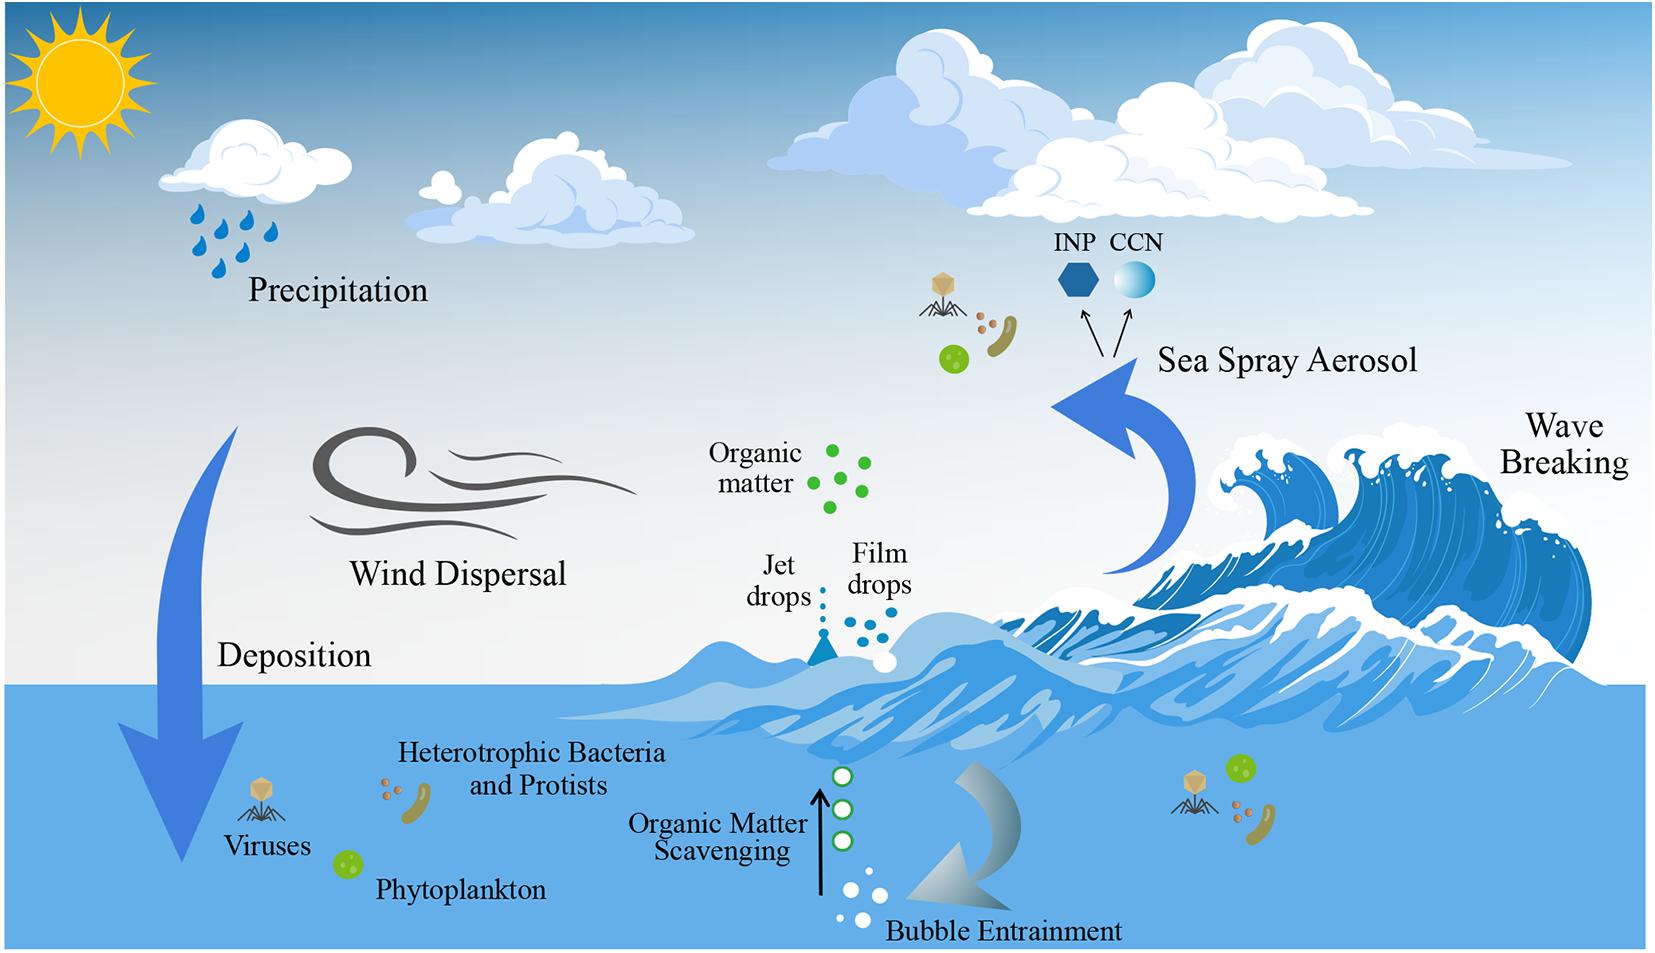 INP CCN
Precipitation
Sea Spray Aerosol
Wave
Breaking
Organic
matter
Jet
drops
Film
drops
Wind Dispersal
Deposition
Heterotrophic Bacteria
and Protists
Viruses
Phytoplankton
Organic Matter
Scavenging
Bubble Entrainment